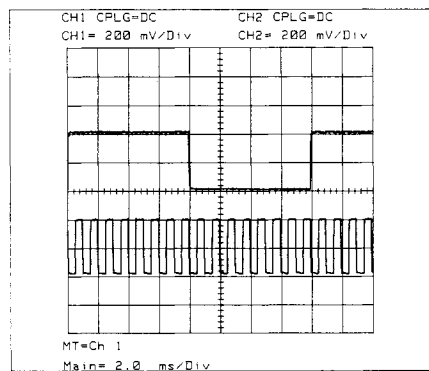 CH1 CPLG=DC CH2 CPLG=DC
CH1= 200 mV/Div CH2= 200 mV/Div
MT=Ch 1
Main= 2.0 ms/Div